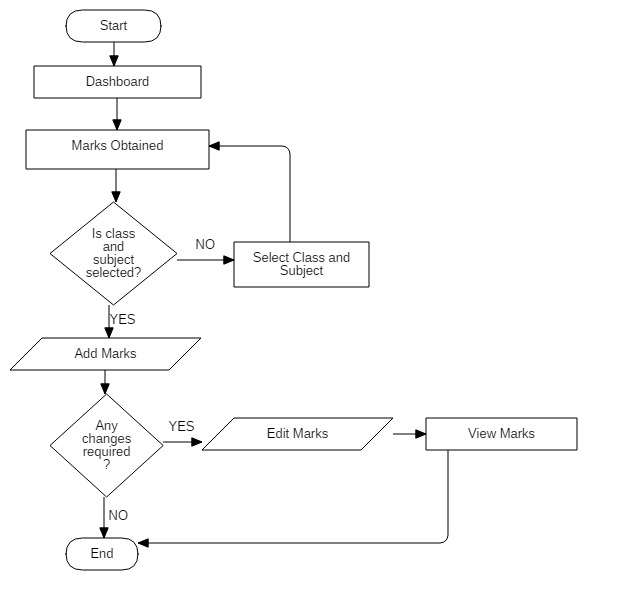 Start
Dashboard
Marks Obtained
Is class
and
subject
selected?
NO
Select Class and
Subject
YES
Add Marks
Any
changes
required
?
YES
Edit Marks
View Marks
NO
End